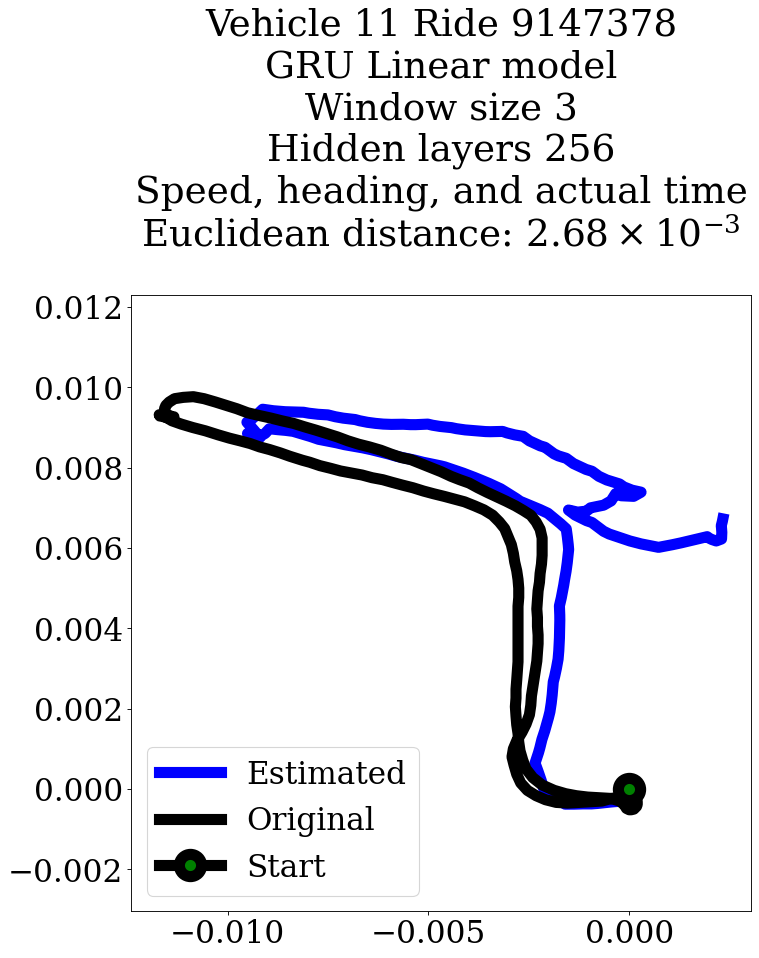 Vehicle 11 Ride 9147378
GRU Linear model
Window size 3
Hidden layers 256
Speed, heading, and actual time
Euclidean distance: 2.68 × 10⁻³
0.012
0.010
0.008
0.006
0.004
0.002
0.000
−0.002
Estimated
Original
Start
−0.010 −0.005 0.000